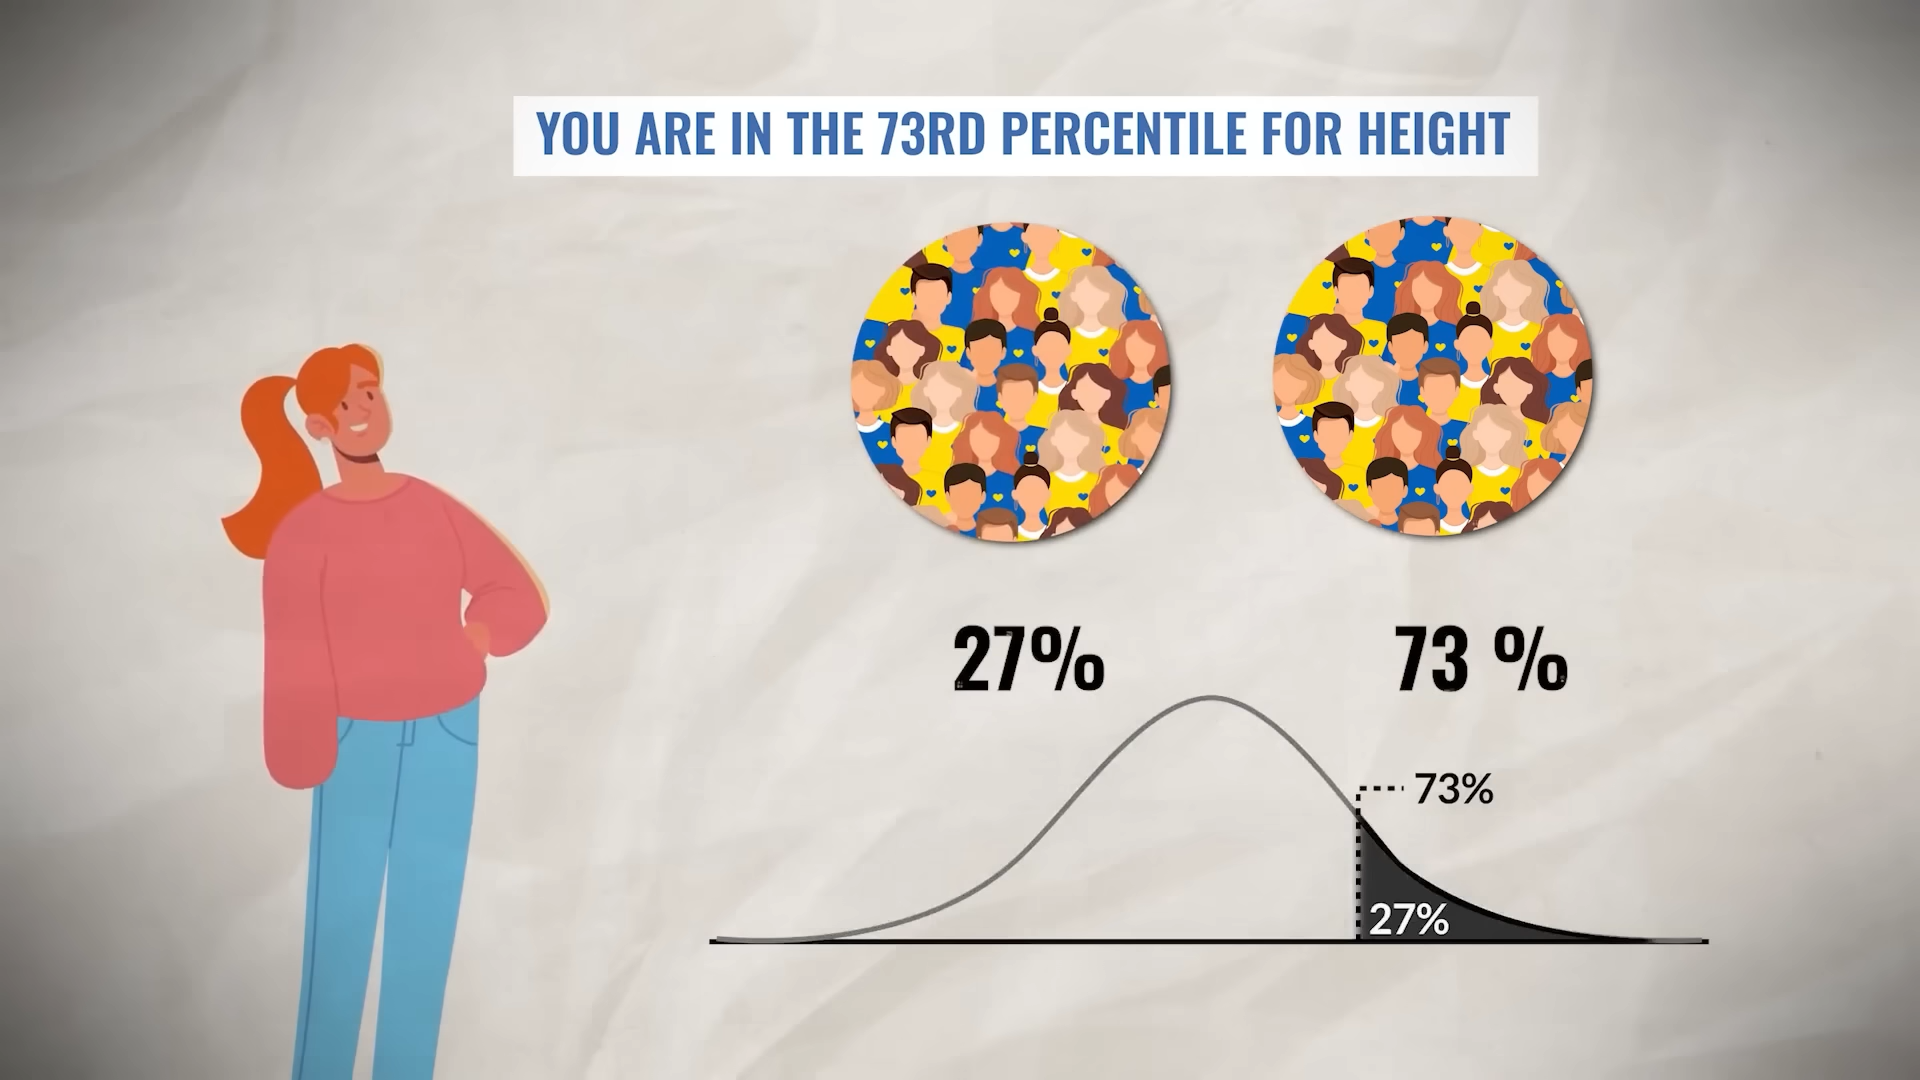 YOU ARE IN THE 73RD PERCENTILE FOR HEIGHT
27%
73 %
73%
27%